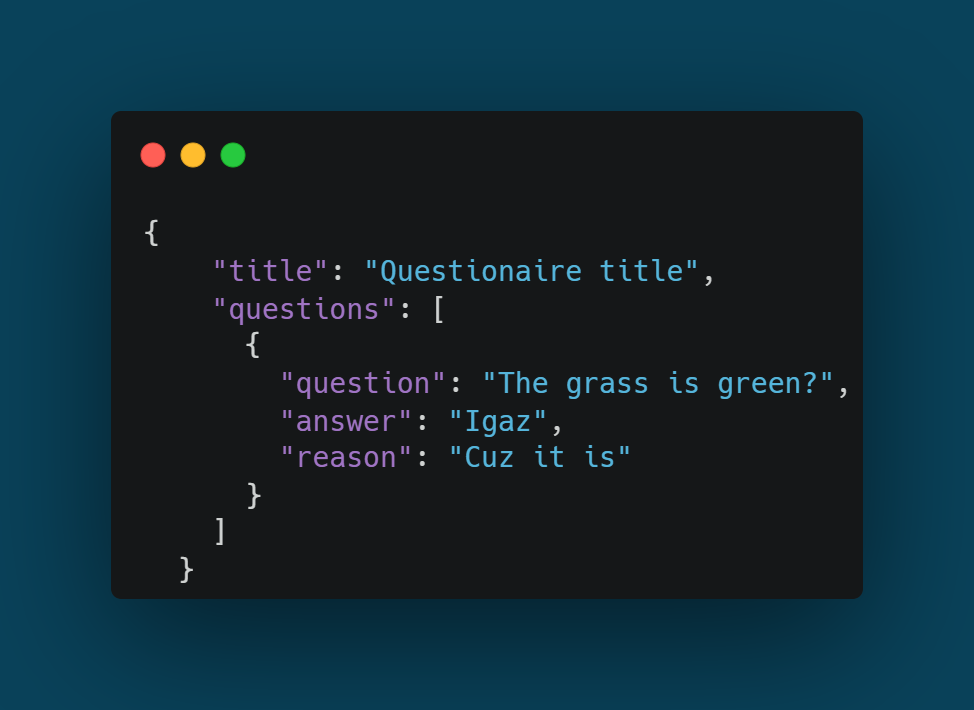 {
    "title": "Questionaire title",
    "questions": [
      {
        "question": "The grass is green?",
        "answer": "Igaz",
        "reason": "Cuz it is"
      }
    ]
  }